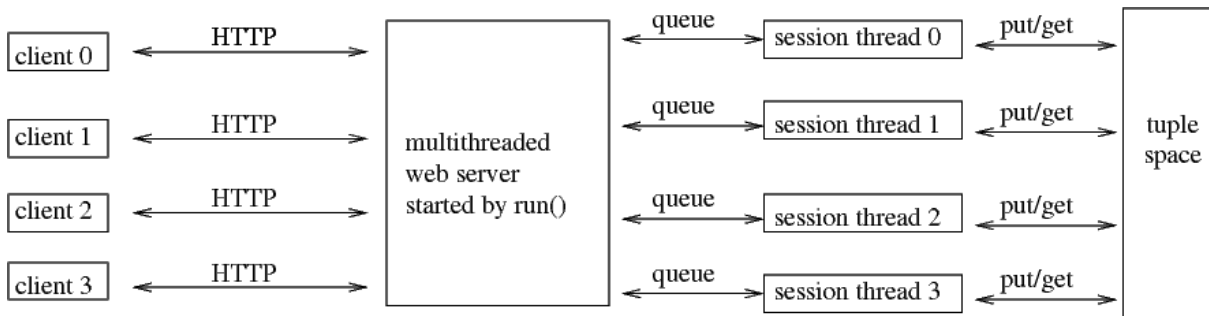 client 0
HTTP
queue
session thread 0
put/get
client 1
HTTP
queue
session thread 1
put/get
multithreaded
web server
started by run()
tuple
space
client 2
HTTP
queue
session thread 2
put/get
client 3
HTTP
queue
session thread 3
put/get